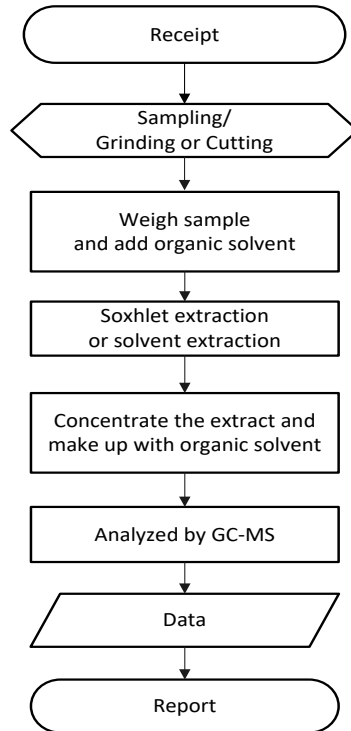 Receipt
Sampling/
Grinding or Cutting
Weigh sample
and add organic solvent
Soxhlet extraction
or solvent extraction
Concentrate the extract and
make up with organic solvent
Analyzed by GC-MS
Data
Report